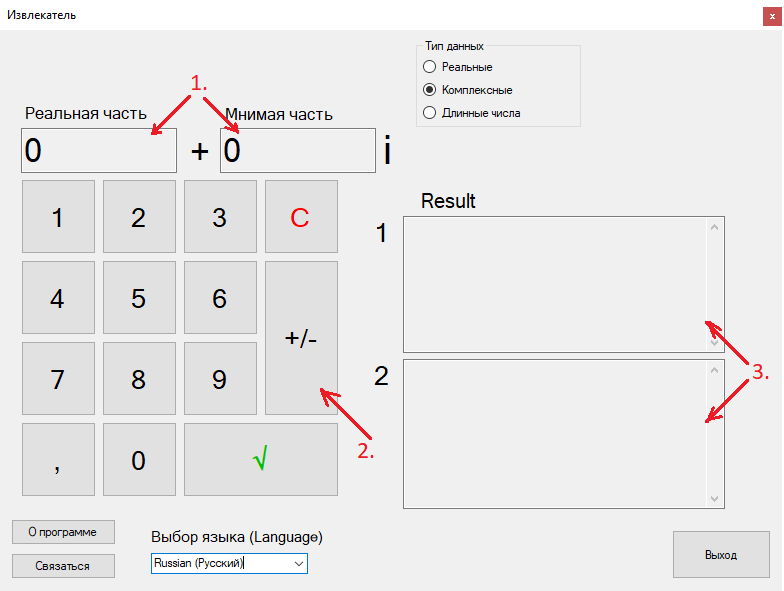 Извлекатель
x
Тип данных
Реальные
Комплексные
Длинные числа
1.
Реальная часть
Мнимая часть
0 + 0 i
1 2 3 C
4 5 6
+/-
7 8 9
, 0 √
2.
Result
1
2
3.
О программе
Связаться
Выбор языка (Language)
Russian (Русский)
Выход